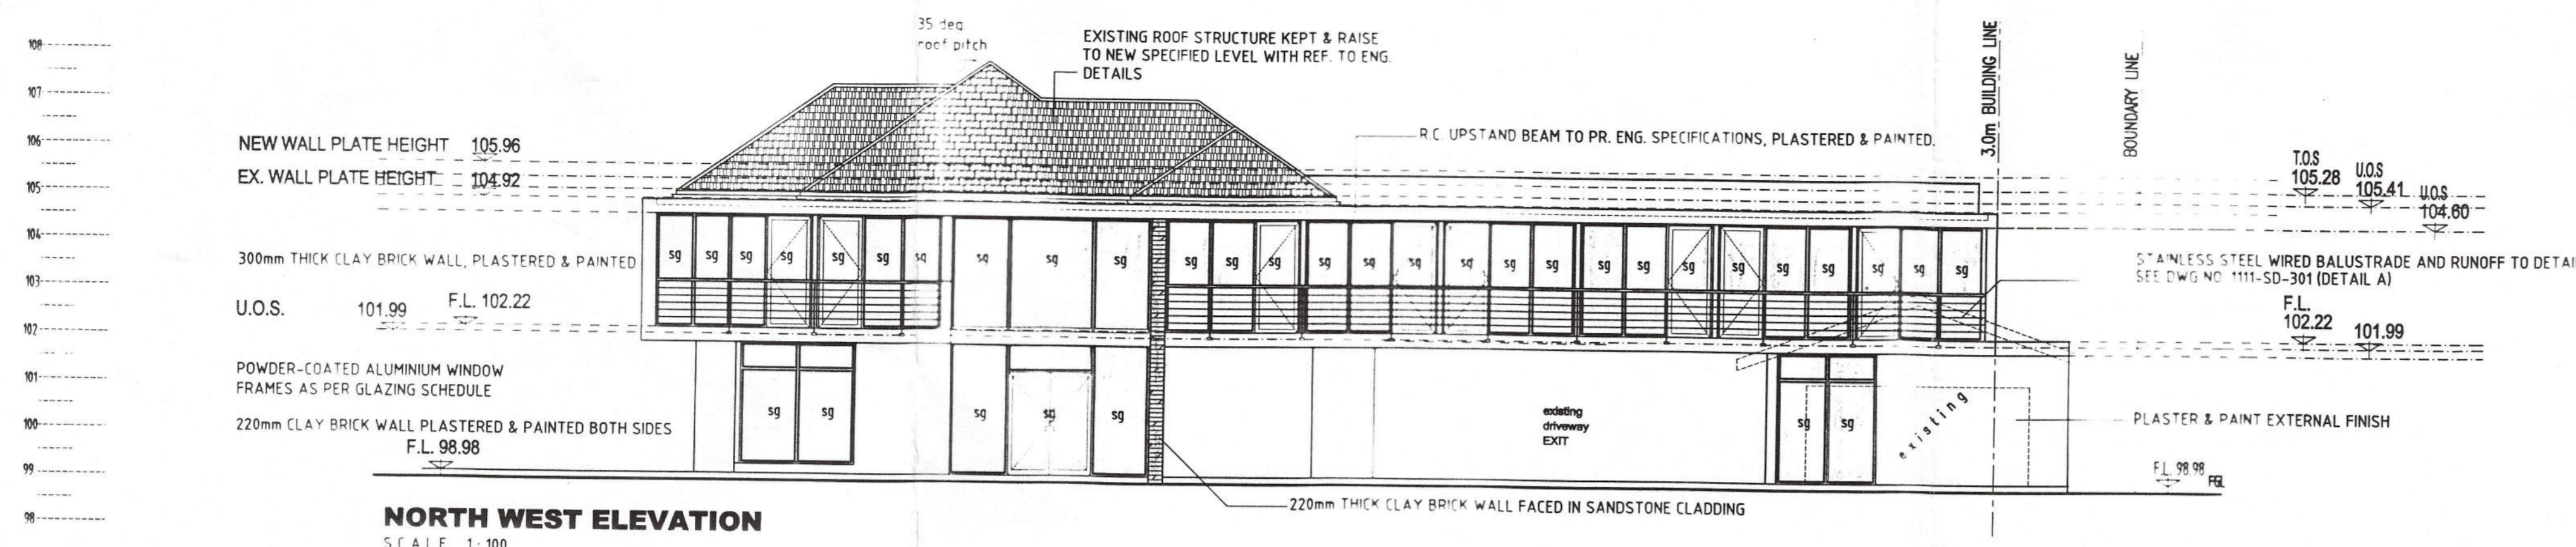 35 deg
roof pitch
EXISTING ROOF STRUCTURE KEPT & RAISE
TO NEW SPECIFIED LEVEL WITH REF. TO ENG.
DETAILS
3.0m BUILDING LINE
BOUNDARY LINE
108
107
106
105
104
103
102
101
100
99
98
NEW WALL PLATE HEIGHT 105.96
EX. WALL PLATE HEIGHT 104.92
R.C. UPSTAND BEAM TO PR. ENG. SPECIFICATIONS, PLASTERED & PAINTED.
T.O.S
105.28
U.O.S
105.41
U.O.S
104.60
300mm THICK CLAY BRICK WALL, PLASTERED & PAINTED
sg sg sg sg sg sg sg sg sg sg sg sg sg sg sg sg sg sg sg sg sg sg sg sg sg sg sg sg
STAINLESS STEEL WIRED BALUSTRADE AND RUNOFF TO DETAI
SEE DWG NO 1111-SD-301 (DETAIL A)
U.O.S. 101.99 F.L. 102.22
F.L.
102.22 101.99
POWDER-COATED ALUMINIUM WINDOW
FRAMES AS PER GLAZING SCHEDULE
220mm CLAY BRICK WALL PLASTERED & PAINTED BOTH SIDES
F.L. 98.98
sg sg sg sg sg
existing
driveway
EXIT
sg sg
existing
PLASTER & PAINT EXTERNAL FINISH
F.L. 98.98 FGL
220mm THICK CLAY BRICK WALL FACED IN SANDSTONE CLADDING
NORTH WEST ELEVATION
SCALE 1:100